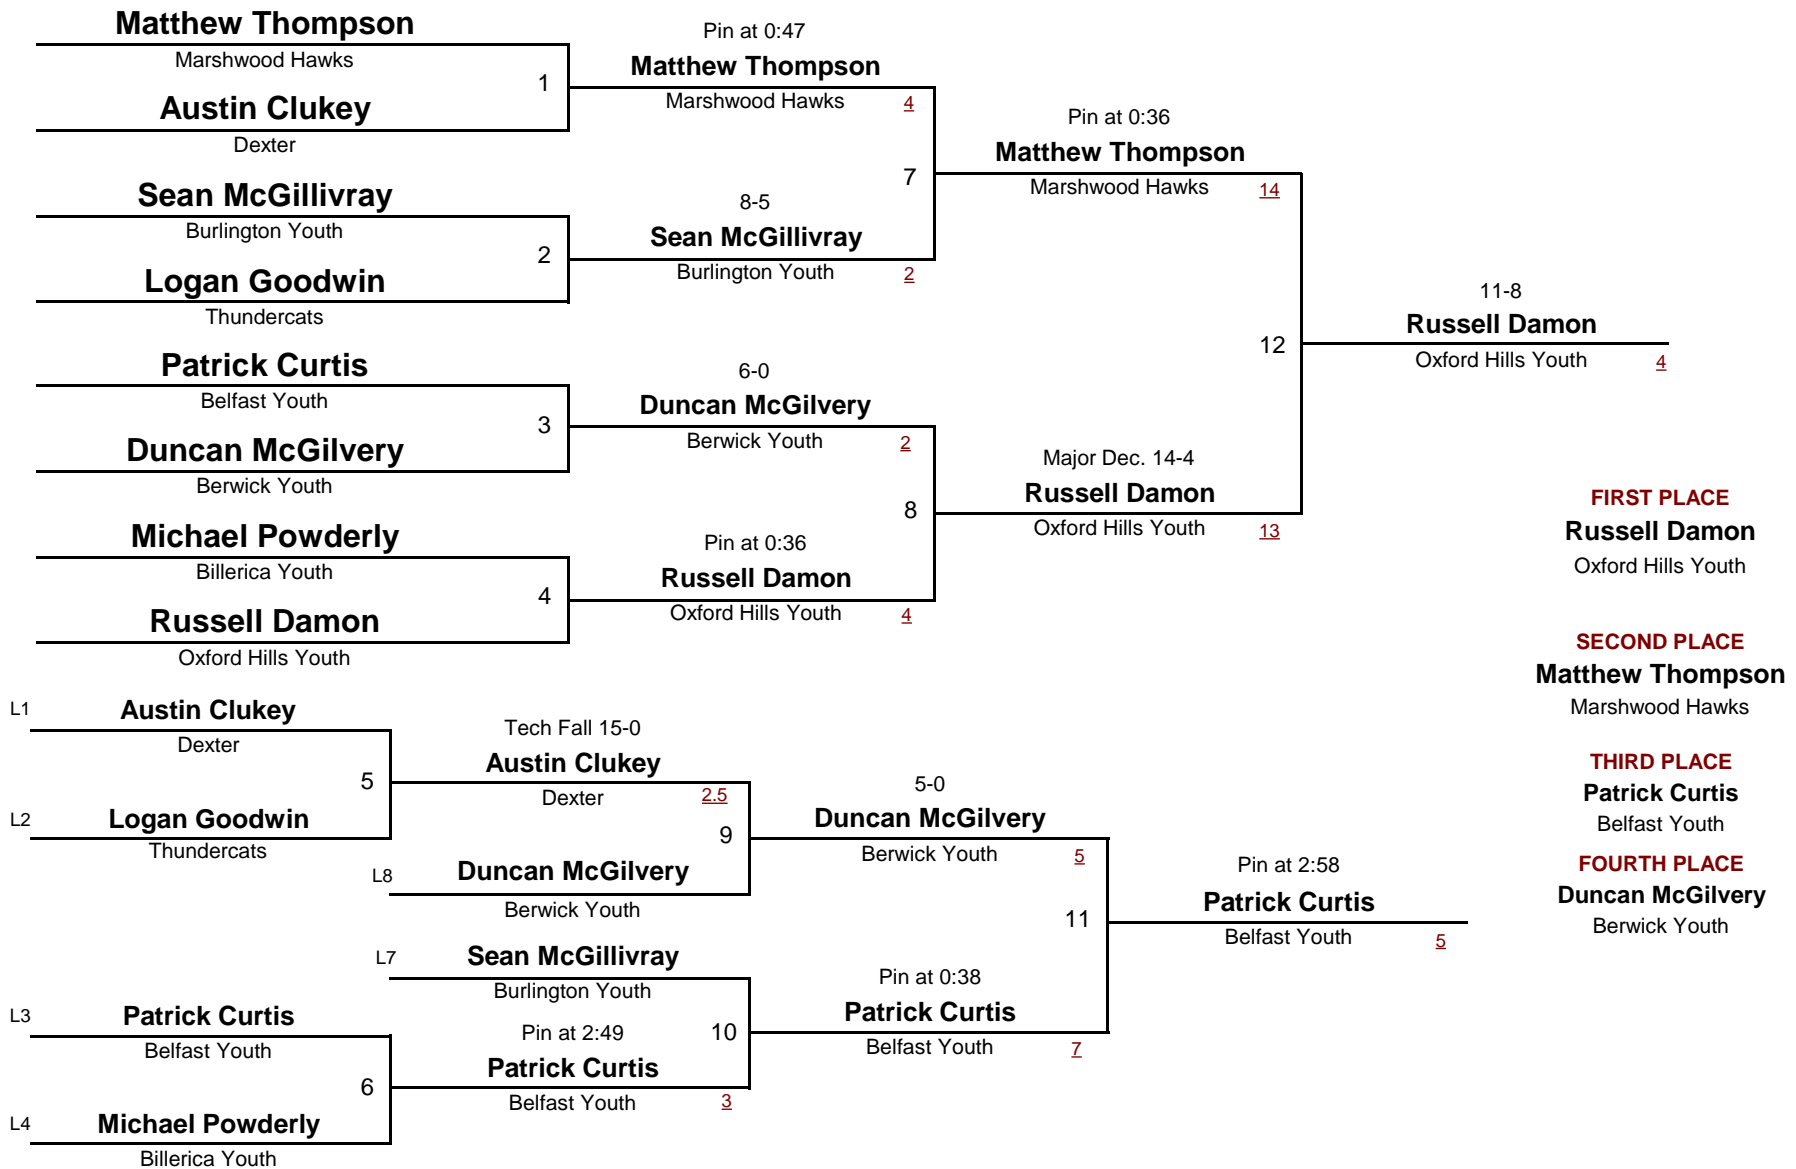 Matthew Thompson
Marshwood Hawks
1
Austin Clukey
Dexter
Sean McGillivray
Burlington Youth
2
Logan Goodwin
Thundercats
Patrick Curtis
Belfast Youth
3
Duncan McGilvery
Berwick Youth
Michael Powderly
Billerica Youth
4
Russell Damon
Oxford Hills Youth
Pin at 0:47
Matthew Thompson
Marshwood Hawks 4
7
8-5
Sean McGillivray
Burlington Youth 2
6-0
Duncan McGilvery
Berwick Youth 2
8
Pin at 0:36
Russell Damon
Oxford Hills Youth 4
Pin at 0:36
Matthew Thompson
Marshwood Hawks 14
12
Major Dec. 14-4
Russell Damon
Oxford Hills Youth 13
11-8
Russell Damon
Oxford Hills Youth 4
FIRST PLACE
Russell Damon
Oxford Hills Youth
SECOND PLACE
Matthew Thompson
Marshwood Hawks
THIRD PLACE
Patrick Curtis
Belfast Youth
FOURTH PLACE
Duncan McGilvery
Berwick Youth
L1 Austin Clukey
Dexter
5
L2 Logan Goodwin
Thundercats
Tech Fall 15-0
Austin Clukey
Dexter 2.5
9
L8 Duncan McGilvery
Berwick Youth
L7 Sean McGillivray
Burlington Youth
10
L3 Patrick Curtis
Belfast Youth
6
L4 Michael Powderly
Billerica Youth
Pin at 2:49
Patrick Curtis
Belfast Youth 3
5-0
Duncan McGilvery
Berwick Youth 5
11
Pin at 0:38
Patrick Curtis
Belfast Youth 7
Pin at 2:58
Patrick Curtis
Belfast Youth 5